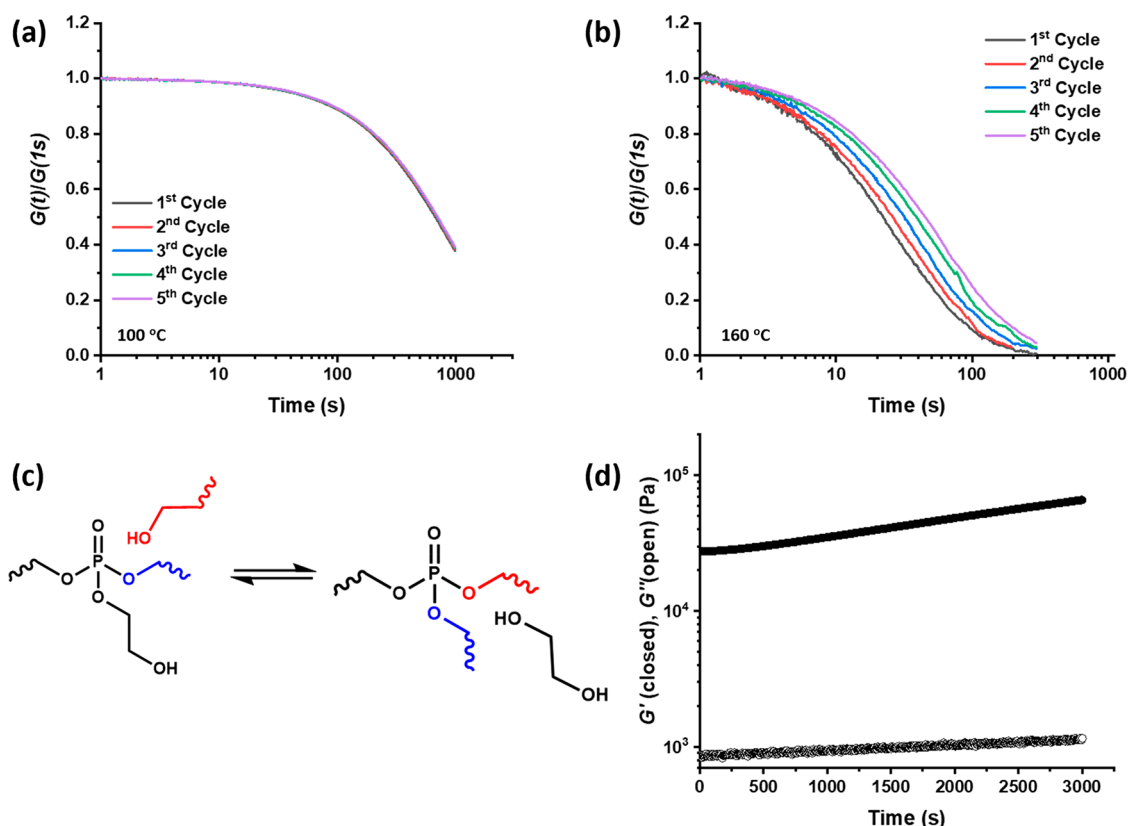 (a)
1.2
1.0
0.8
0.6
0.4
0.2
0.0
G(t)/G(1s)
1st Cycle
2nd Cycle
3rd Cycle
4th Cycle
5th Cycle
100 °C
1
10
100
1000
Time (s)
(b)
1.2
1.0
0.8
0.6
0.4
0.2
0.0
G(t)/G(1s)
1st Cycle
2nd Cycle
3rd Cycle
4th Cycle
5th Cycle
160 °C
1
10
100
1000
Time (s)
(c)
HO
O
P
O
O
O
OH
O
P
O
O
O
HO
OH
(d)
10^5
10^4
10^3
G' (closed), G''(open) (Pa)
0
500
1000
1500
2000
2500
3000
Time (s)